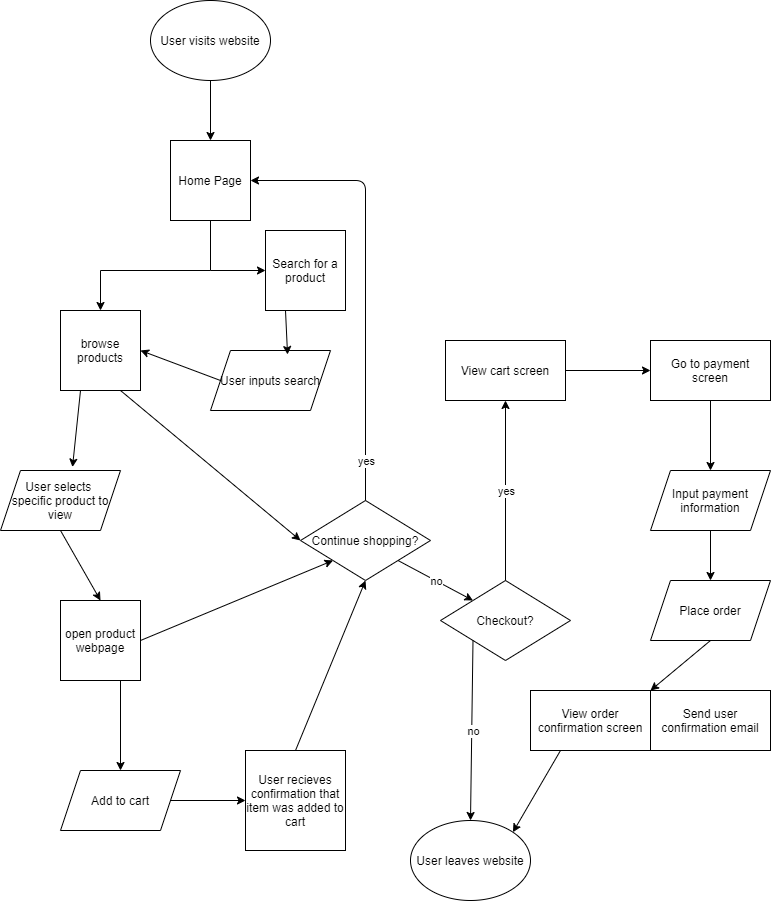 User visits website
Home Page
Search for a
product
browse
products
User inputs search
View cart screen
Go to payment
screen
yes
User selects
specific product to
view
yes
Input payment
information
Continue shopping?
no
Checkout?
Place order
open product
webpage
no
View order
confirmation screen
Send user
confirmation email
Add to cart
User recieves
confirmation that
item was added to
cart
User leaves website